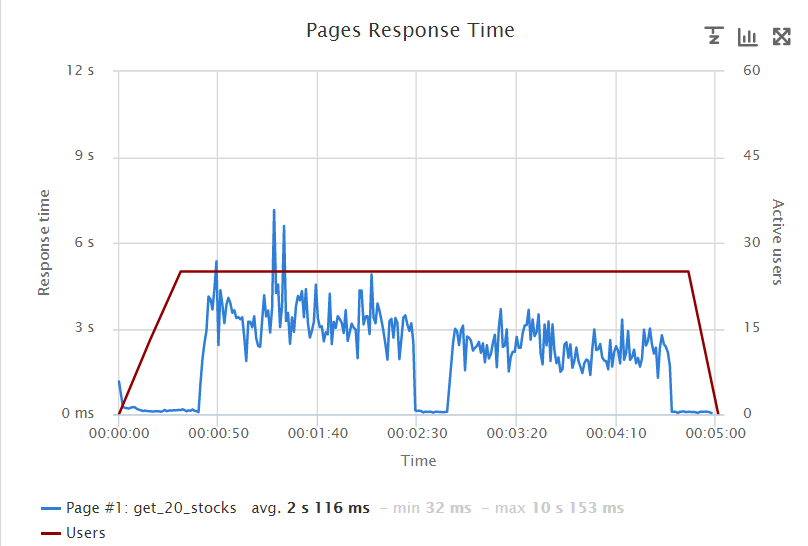 Pages Response Time
12 s
60
9 s
45
6 s
30
3 s
15
0 ms
0
Response time
Active users
00:00:00 00:00:50 00:01:40 00:02:30 00:03:20 00:04:10 00:05:00
Time
Page #1: get_20_stocks avg. 2 s 116 ms – min 32 ms – max 10 s 153 ms
Users